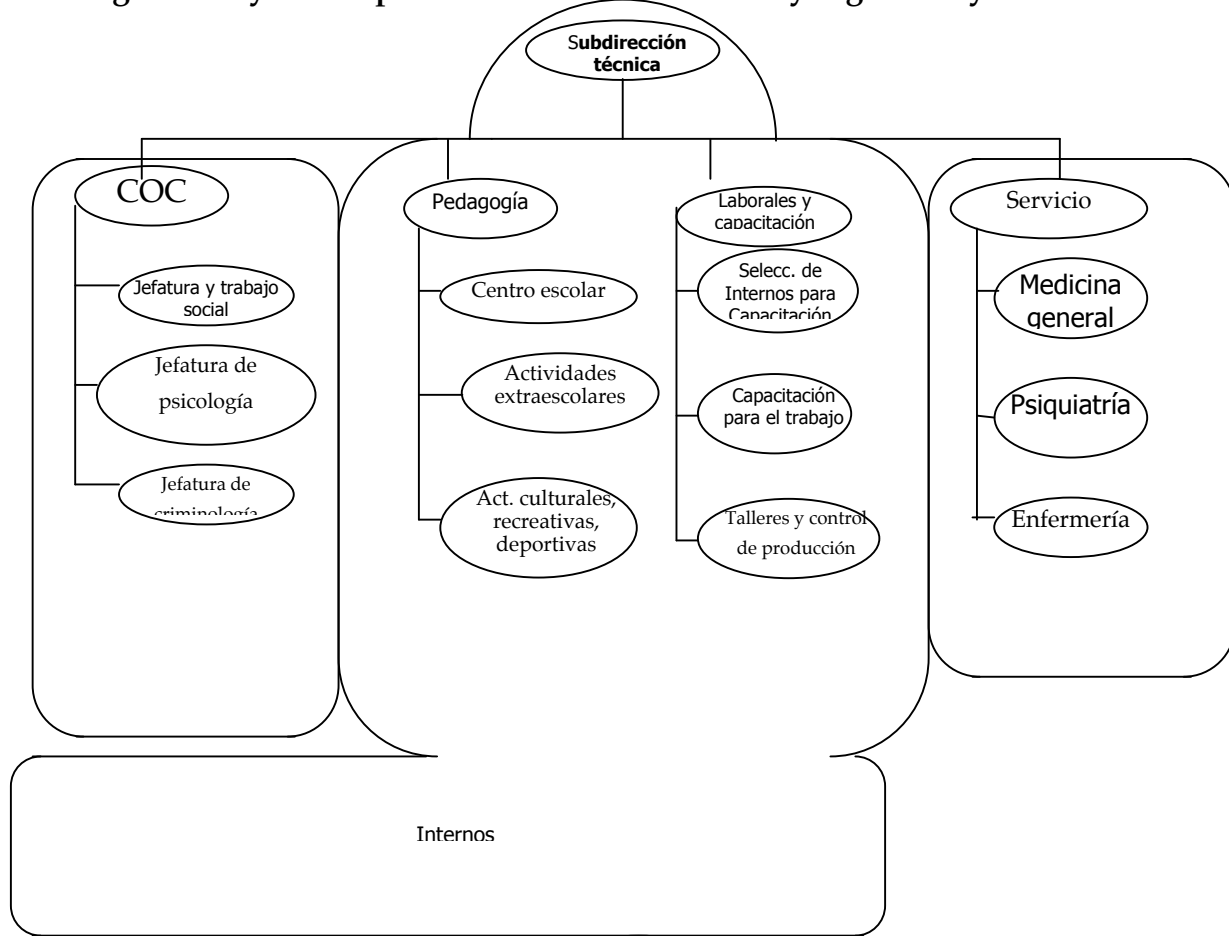 Subdirección
técnica
COC
Jefatura y trabajo
social
Jefatura de
psicología
Jefatura de
criminología
Pedagogía
Centro escolar
Actividades
extraescolares
Act. culturales,
recreativas,
deportivas
Laborales y
capacitación
Selecc. de
Internos para
Capacitación
Capacitación
para el trabajo
Talleres y control
de producción
Servicio
Medicina
general
Psiquiatría
Enfermería
Internos